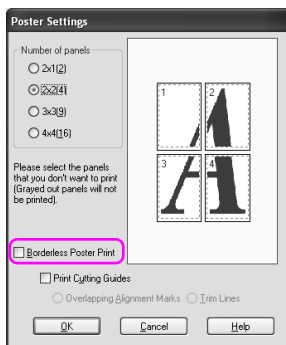 Poster Settings
Number of panels
2x1(2)
2x2(4)
3x3(9)
4x4(16)
Please select the panels
that you don't want to print
(Grayed out panels will not
be printed).
1
2
3
4
A
Borderless Poster Print
Print Cutting Guides
Overlapping Alignment Marks
Trim Lines
OK
Cancel
Help